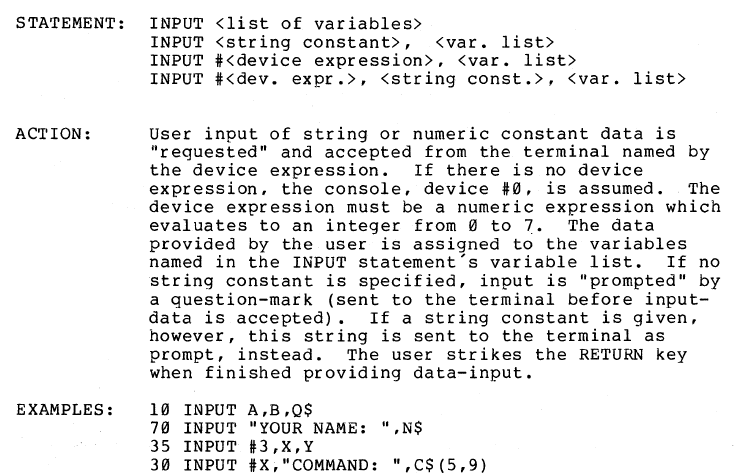 STATEMENT: INPUT <list of variables>
INPUT <string constant>, <var. list>
INPUT #<device expression>, <var. list>
INPUT #<dev. expr.>, <string const.>, <var. list>
ACTION: User input of string or numeric constant data is
"requested" and accepted from the terminal named by
the device expression. If there is no device
expression, the console, device #0, is assumed. The
device expression must be a numeric expression which
evaluates to an integer from 0 to 7. The data
provided by the user is assigned to the variables
named in the INPUT statement's variable list. If no
string constant is specified, input is "prompted" by
a question-mark (sent to the terminal before input-
data is accepted). If a string constant is given,
however, this string is sent to the terminal as
prompt, instead. The user strikes the RETURN key
when finished providing data-input.
EXAMPLES: 10 INPUT A,B,Q$
70 INPUT "YOUR NAME: ",N$
35 INPUT #3,X,Y
30 INPUT #X,"COMMAND: ",C$(5,9)